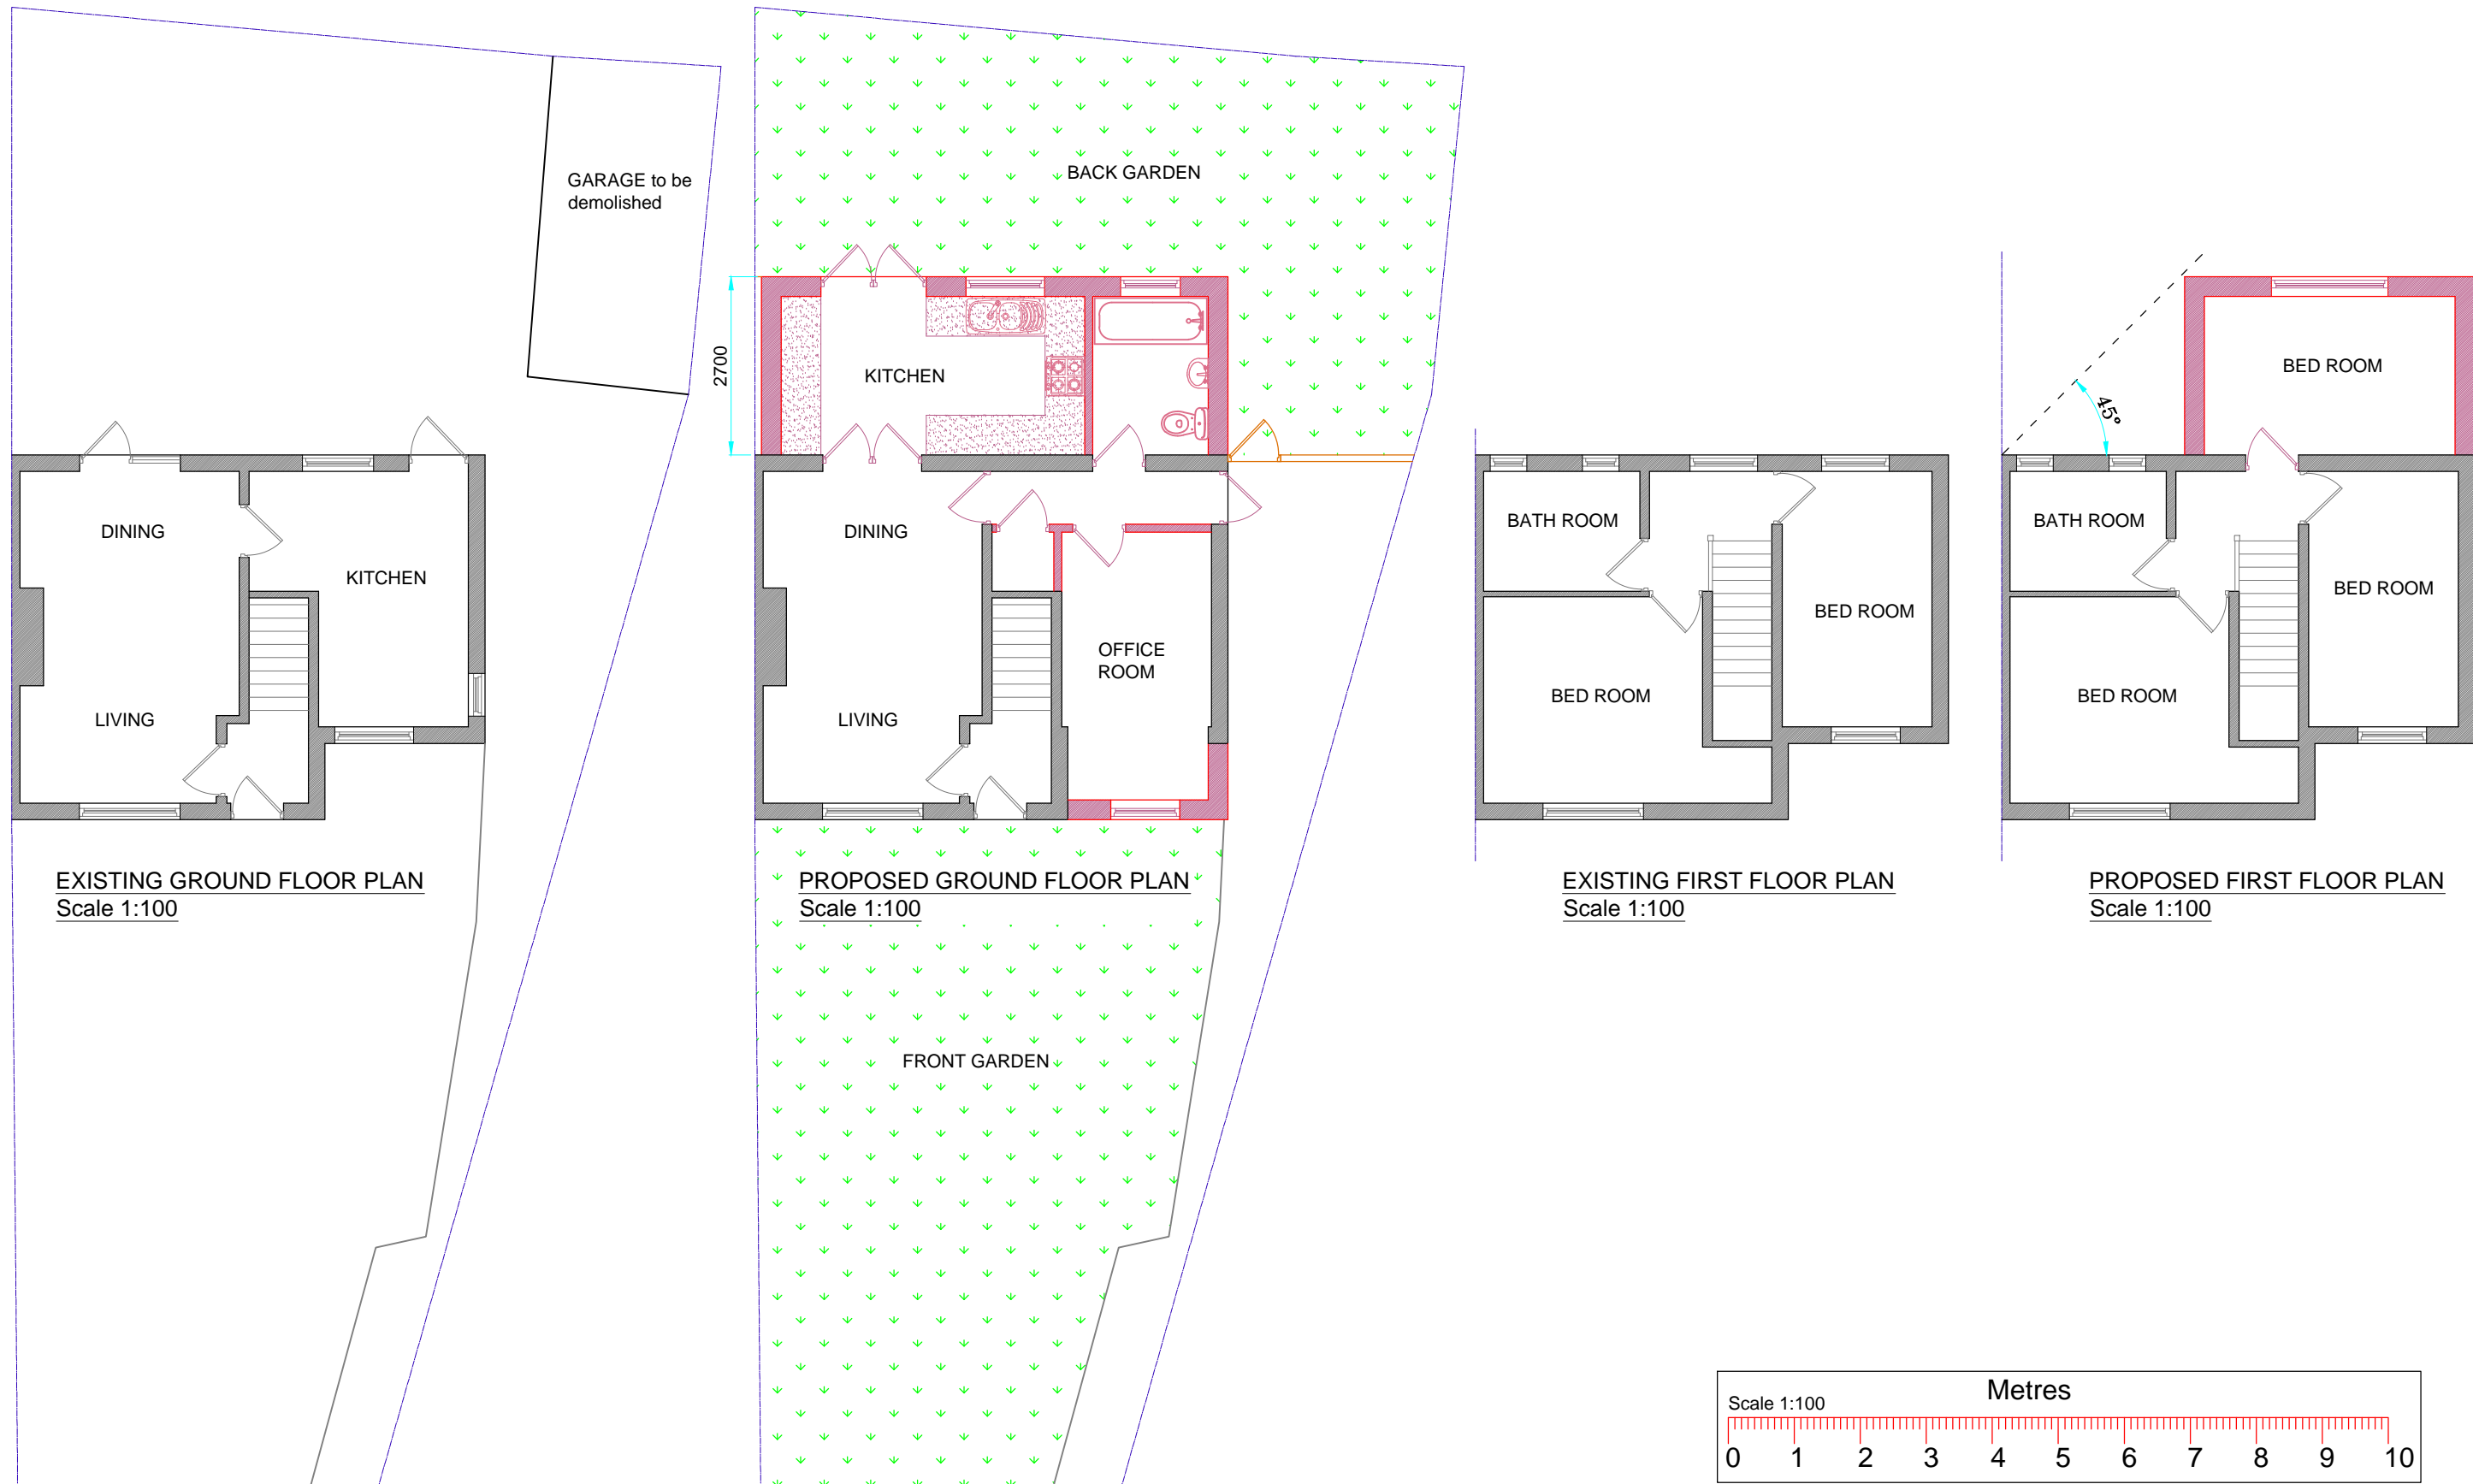 GARAGE to be
demolished
DINING
KITCHEN
LIVING
EXISTING GROUND FLOOR PLAN
Scale 1:100
BACK GARDEN
2700
KITCHEN
DINING
OFFICE
ROOM
LIVING
PROPOSED GROUND FLOOR PLAN
Scale 1:100
FRONT GARDEN
BATH ROOM
BED ROOM
BED ROOM
EXISTING FIRST FLOOR PLAN
Scale 1:100
BED ROOM
45°
BATH ROOM
BED ROOM
BED ROOM
PROPOSED FIRST FLOOR PLAN
Scale 1:100
Metres
Scale 1:100
0 1 2 3 4 5 6 7 8 9 10